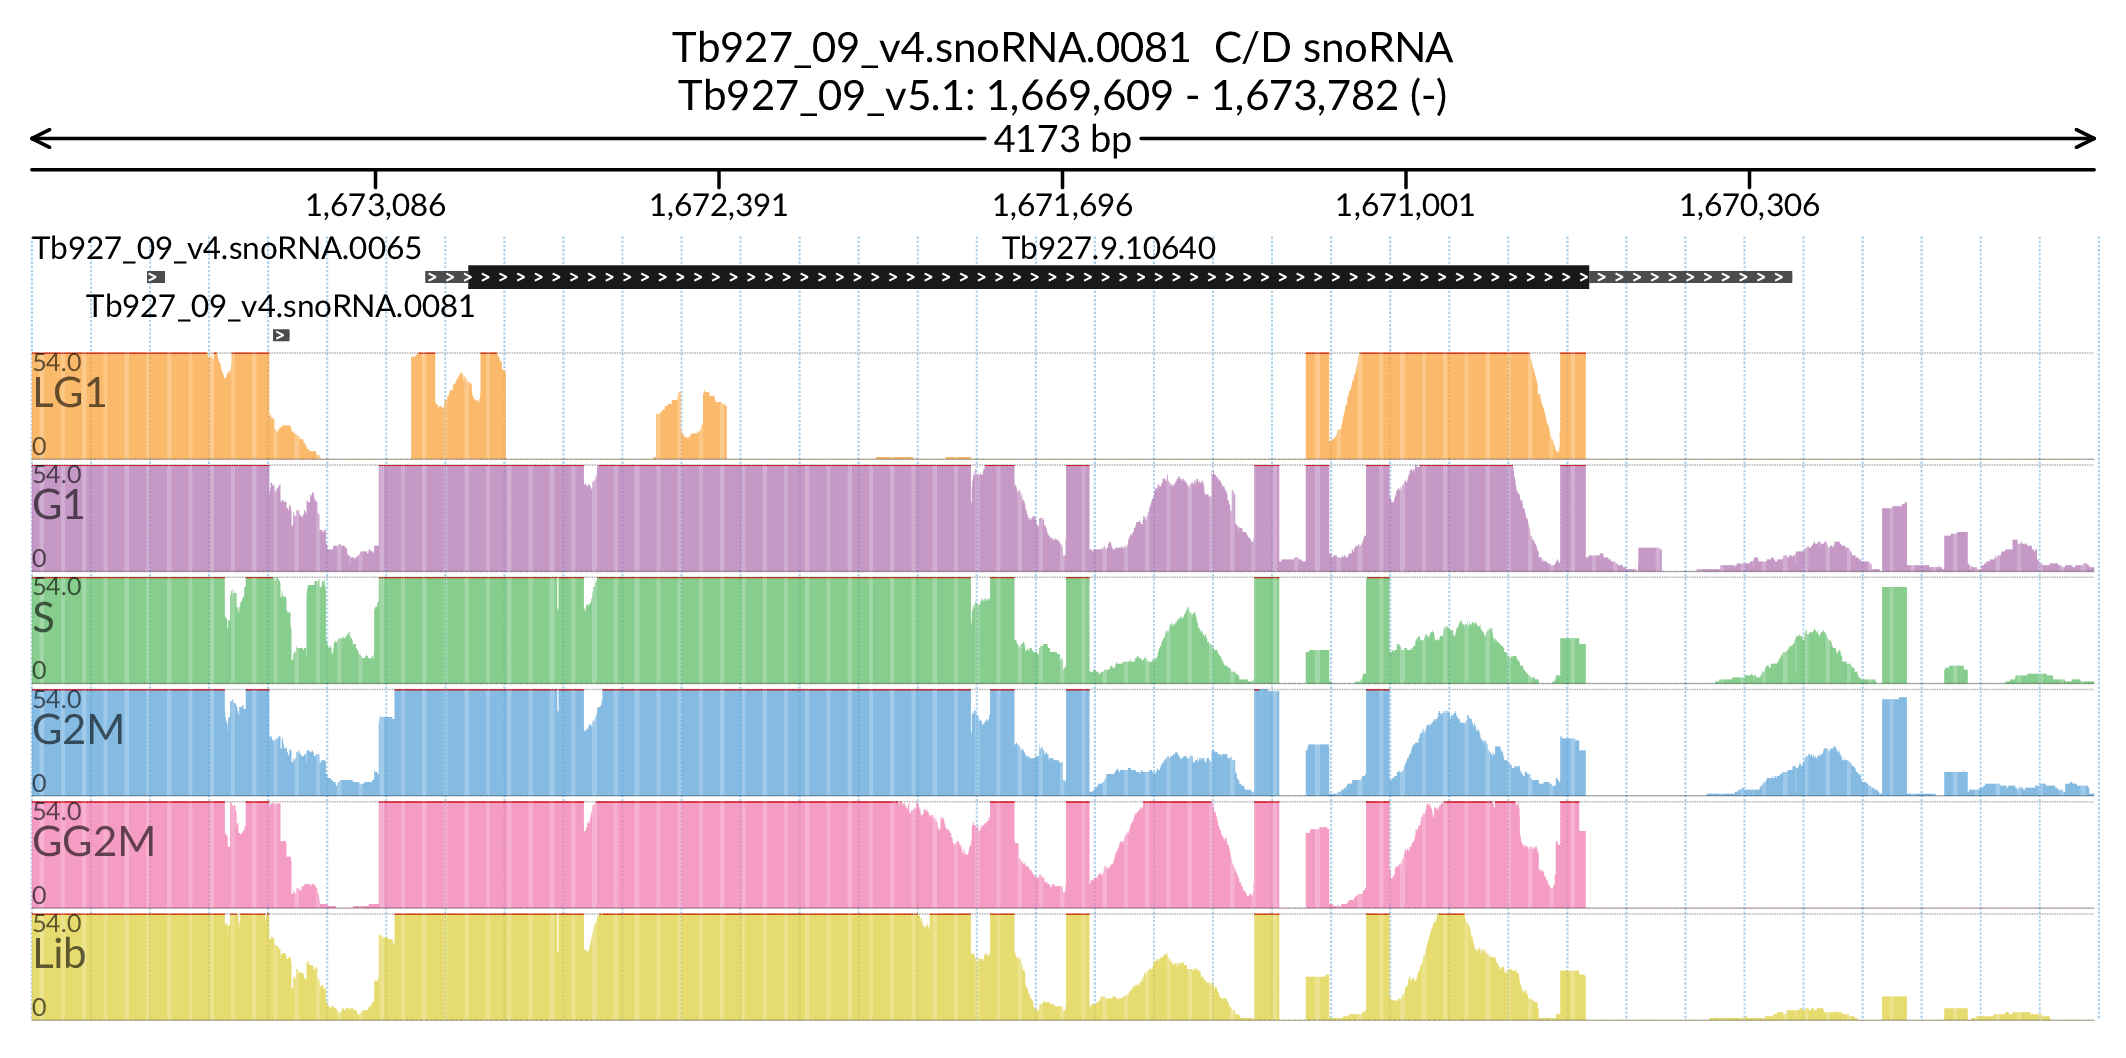 Tb927_09_v4.snoRNA.0081 C/D snoRNA
Tb927_09_v5.1: 1,669,609 - 1,673,782 (-)
4173 bp
1,673,086 1,672,391 1,671,696 1,671,001 1,670,306
Tb927_09_v4.snoRNA.0065 Tb927.9.10640
Tb927_09_v4.snoRNA.0081
54.0
LG1
0
54.0
G1
0
54.0
S
0
54.0
G2M
0
54.0
GG2M
0
54.0
Lib
0